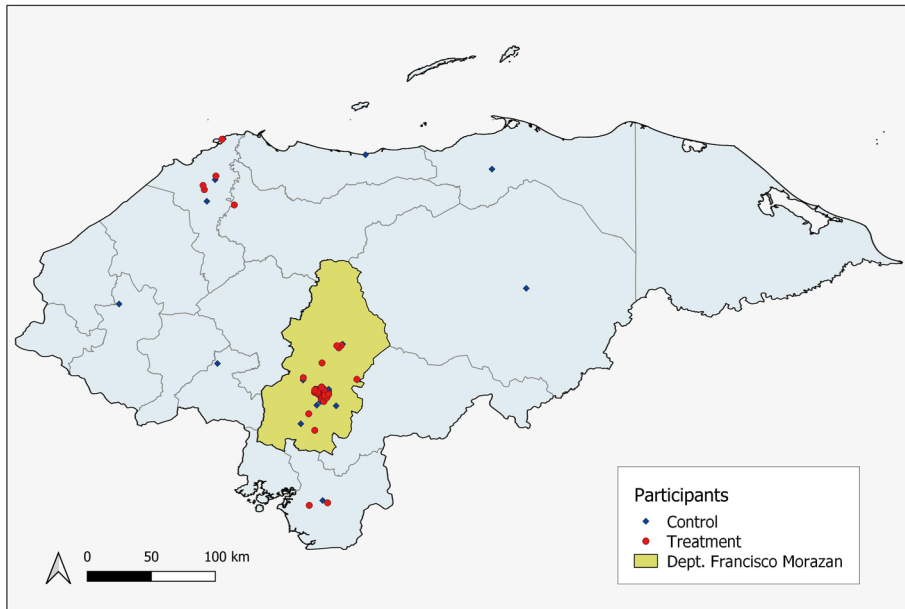 Participants
Control
Treatment
Dept. Francisco Morazan
0 50 100 km